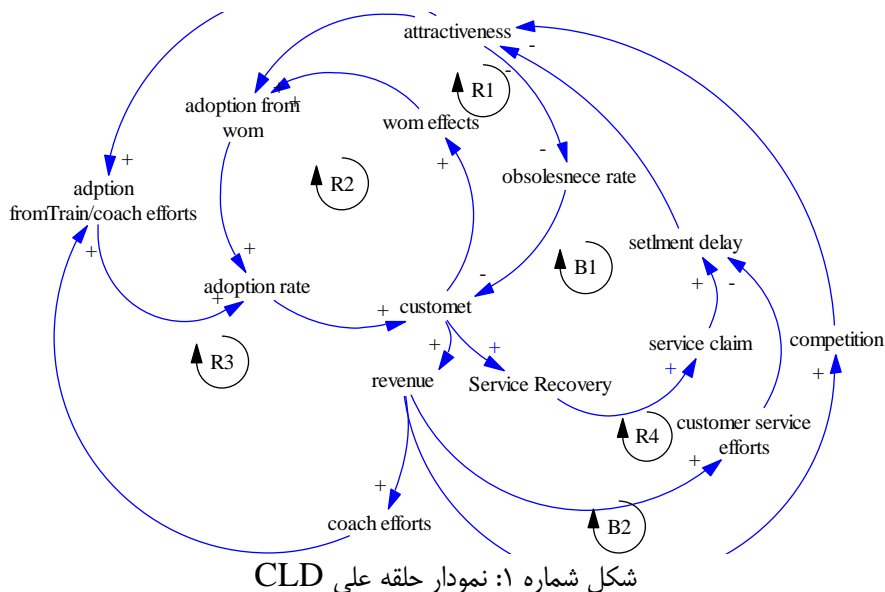 attractiveness
-
-
R1
adoption from
wom
+
+
wom effects
+
R2
-
obsolesnece rate
+
adption
fromTrain/coach efforts
+
+
+
adoption rate
B1
setlment delay
+
-
-
+
customet
R3
+
+
revenue
Service Recovery
service claim
+
competition
+
R4
customer service
efforts
+
+
coach efforts
B2
شکل شماره ۱: نمودار حلقه علی CLD